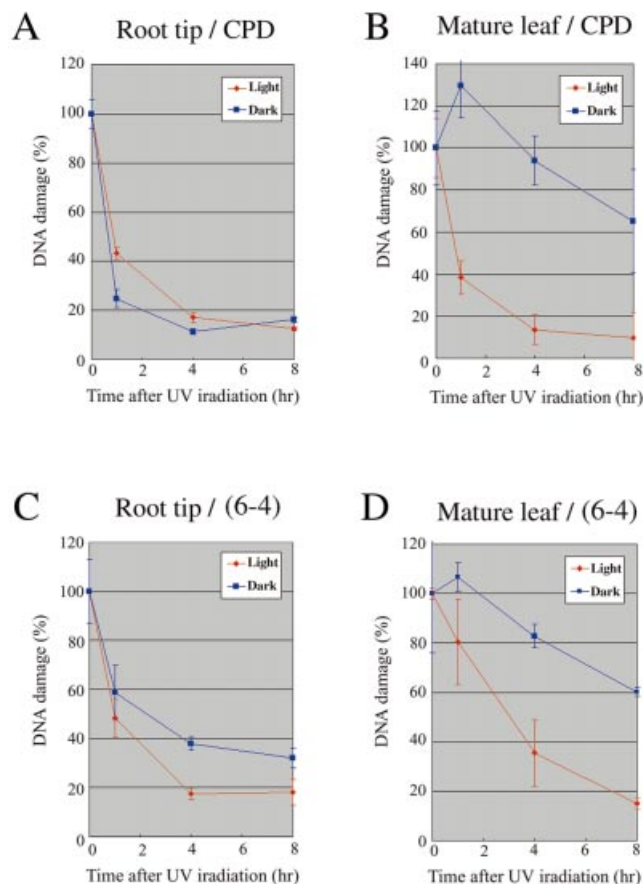 A
Root tip / CPD
120
100
80
60
40
20
0
DNA damage (%)
Light
Dark
0 2 4 6 8
Time after UV iradiation (hr)
B
Mature leaf / CPD
140
120
100
80
60
40
20
0
DNA damage (%)
Light
Dark
0 2 4 6 8
Time after UV iradiation (hr)
C
Root tip / (6-4)
120
100
80
60
40
20
0
DNA damage (%)
Light
Dark
0 2 4 6 8
Time after UV iradiation (hr)
D
Mature leaf / (6-4)
120
100
80
60
40
20
0
DNA damage (%)
Light
Dark
0 2 4 6 8
Time after UV iradiation (hr)